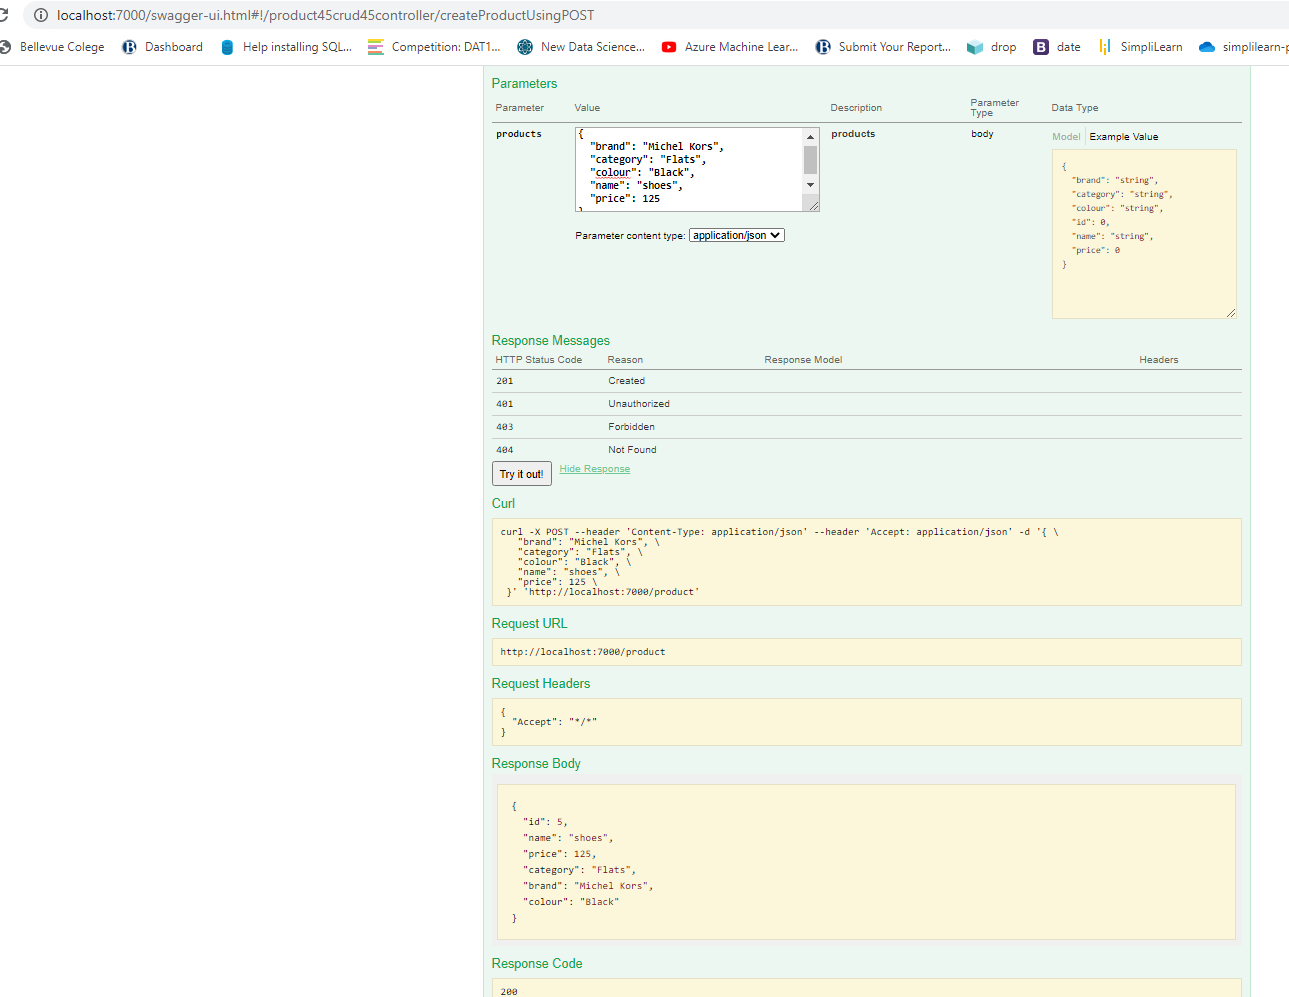 localhost:7000/swagger-ui.html#!/product45crud45controller/createProductUsingPOST
Bellevue Colege Dashboard Help installing SQL... Competition: DAT1... New Data Science... Azure Machine Lear... Submit Your Report... drop B date SimpliLearn simplilearn-p
Parameters
Parameter Value Description Parameter Type Data Type
products
{
"brand": "Michel Kors",
"category": "Flats",
"colour": "Black",
"name": "shoes",
"price": 125
}
Parameter content type: application/json
products
body
Model Example Value
{
"brand": "string",
"category": "string",
"colour": "string",
"id": 0,
"name": "string",
"price": 0
}
Response Messages
HTTP Status Code Reason Response Model Headers
201 Created
401 Unauthorized
403 Forbidden
404 Not Found
Try it out! Hide Response
Curl
curl -X POST --header 'Content-Type: application/json' --header 'Accept: application/json' -d '{ \
"brand": "Michel Kors", \
"category": "Flats", \
"colour": "Black", \
"name": "shoes", \
"price": 125 \
}' 'http://localhost:7000/product'
Request URL
http://localhost:7000/product
Request Headers
{
"Accept": "*/*"
}
Response Body
{
"id": 5,
"name": "shoes",
"price": 125,
"category": "Flats",
"brand": "Michel Kors",
"colour": "Black"
}
Response Code
200